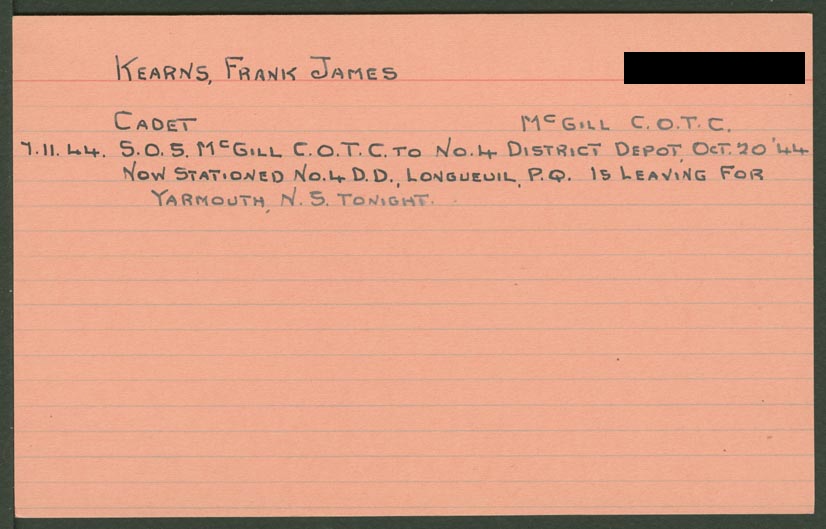 KEARNS, FRANK JAMES
CADET McGILL C.O.T.C.
7.11.44. S.O.S. McGILL C.O.T.C. TO No.4 DISTRICT DEPOT, OCT. 20 '44
NOW STATIONED No.4 D.D., LONGUEUIL, P.Q. IS LEAVING FOR
YARMOUTH, N.S. TONIGHT.